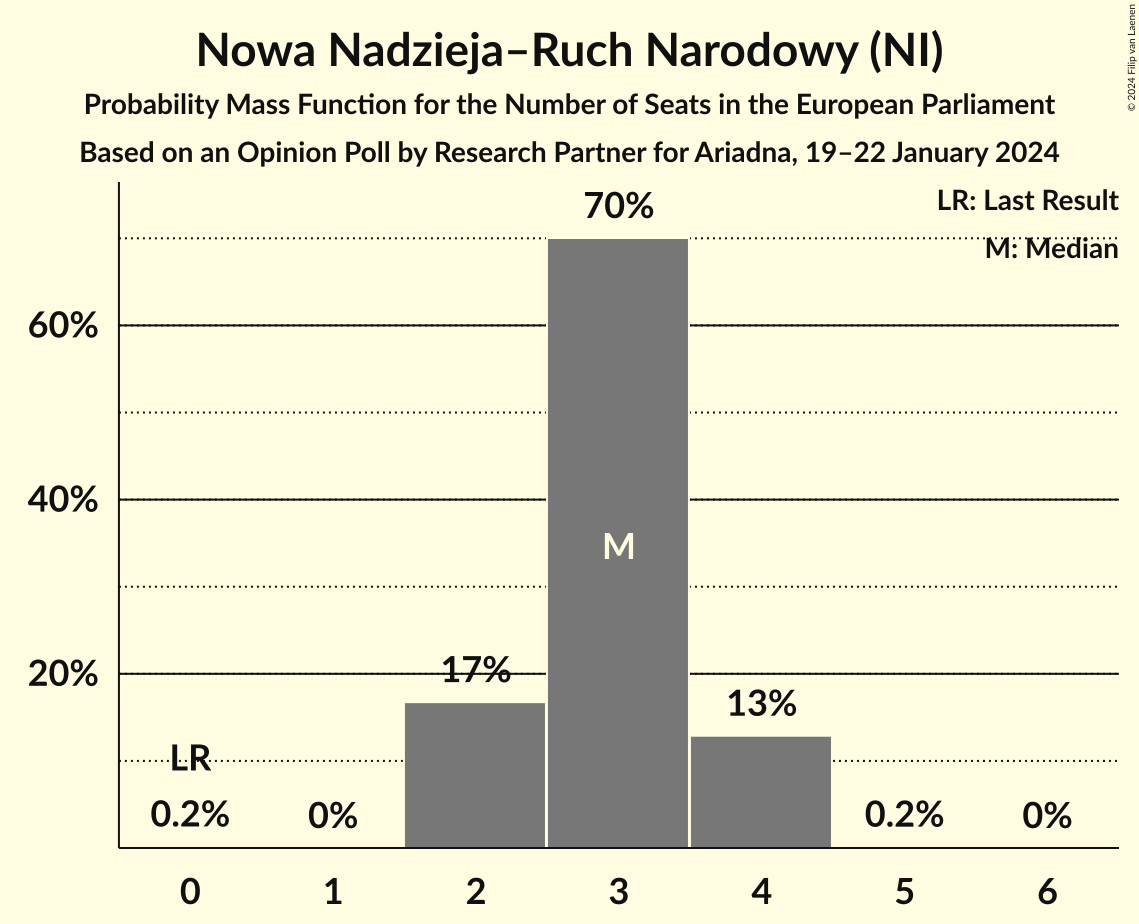 Nowa Nadzieja–Ruch Narodowy (NI)
Probability Mass Function for the Number of Seats in the European Parliament
Based on an Opinion Poll by Research Partner for Ariadna, 19–22 January 2024
© 2024 Filip van Laenen
LR: Last Result
M: Median
70%
60%
40%
M
20%
17%
13%
LR
0.2%
0%
0.2%
0%
0 1 2 3 4 5 6